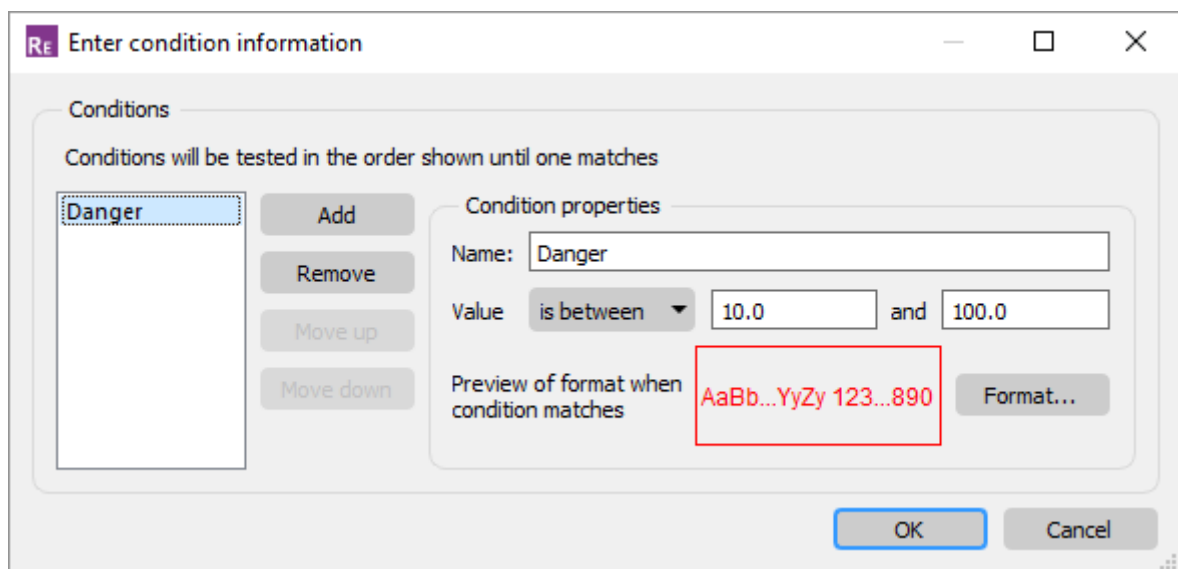 RE Enter condition information
Conditions
Conditions will be tested in the order shown until one matches
Danger
Add
Remove
Move up
Move down
Condition properties
Name: Danger
Value is between 10.0 and 100.0
Preview of format when
condition matches
AaBb...YyZy 123...890
Format...
OK Cancel